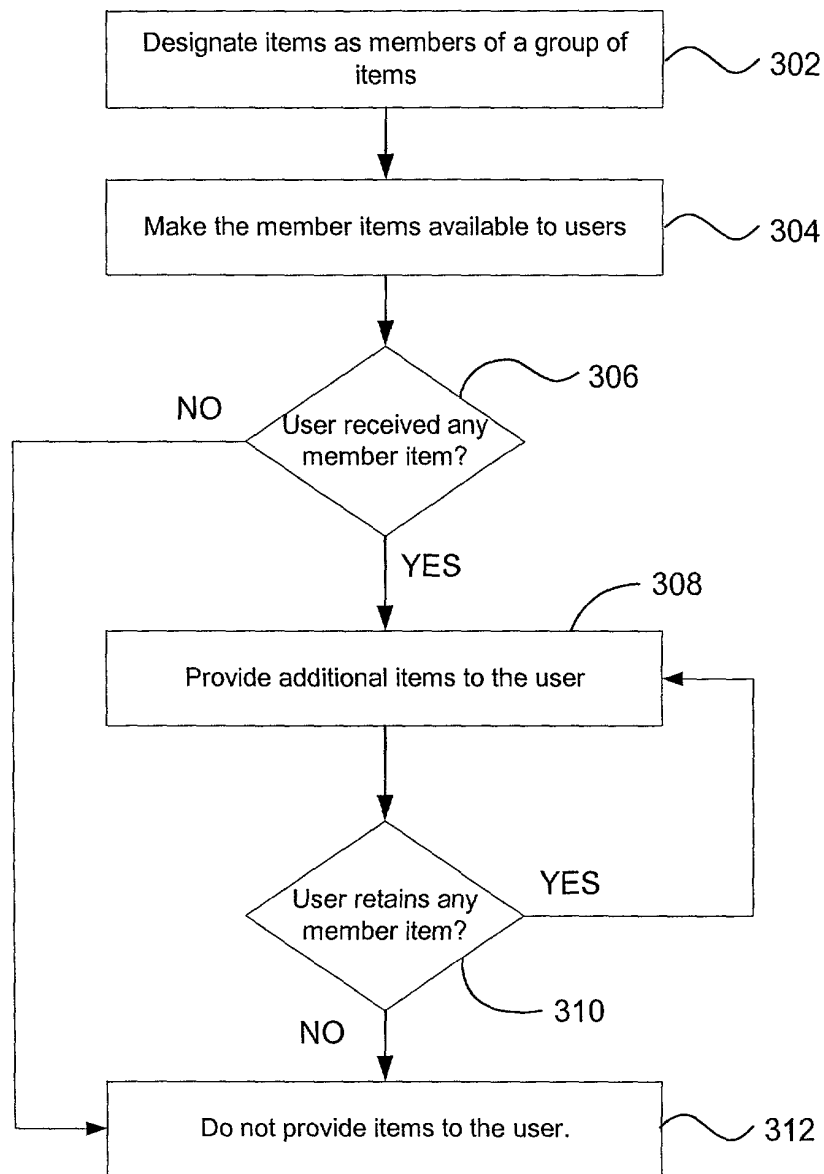 Designate items as members of a group of
items
302
Make the member items available to users
304
306
NO
User received any
member item?
YES
308
Provide additional items to the user
User retains any
member item?
YES
310
NO
Do not provide items to the user.
312